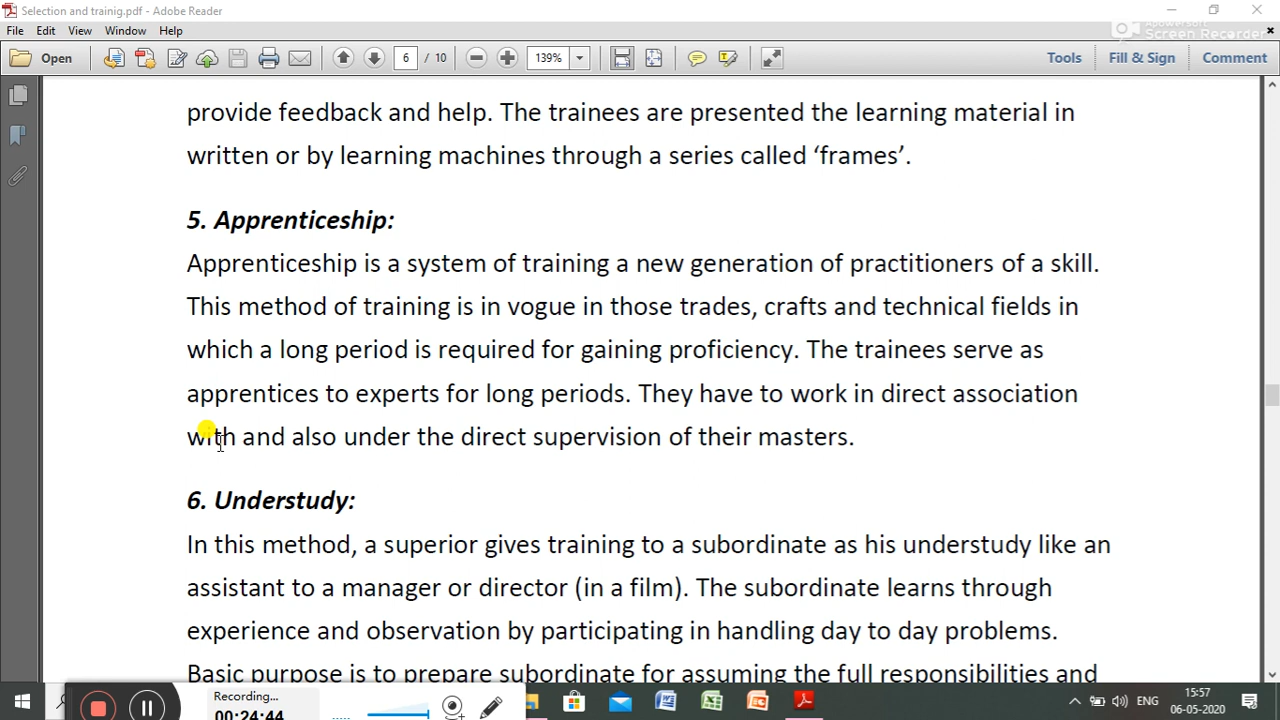 Selection and trainig.pdf - Adobe Reader
File Edit View Window Help
Apowersoft
Screen Recorder
Open 6 / 10 139% Tools Fill & Sign Comment
provide feedback and help. The trainees are presented the learning material in
written or by learning machines through a series called ‘frames’.
5. Apprenticeship:
Apprenticeship is a system of training a new generation of practitioners of a skill.
This method of training is in vogue in those trades, crafts and technical fields in
which a long period is required for gaining proficiency. The trainees serve as
apprentices to experts for long periods. They have to work in direct association
with and also under the direct supervision of their masters.
6. Understudy:
In this method, a superior gives training to a subordinate as his understudy like an
assistant to a manager or director (in a film). The subordinate learns through
experience and observation by participating in handling day to day problems.
Basic purpose is to prepare subordinate for assuming the full responsibilities and
Recording...
00:24:44
ENG
15:57
06-05-2020